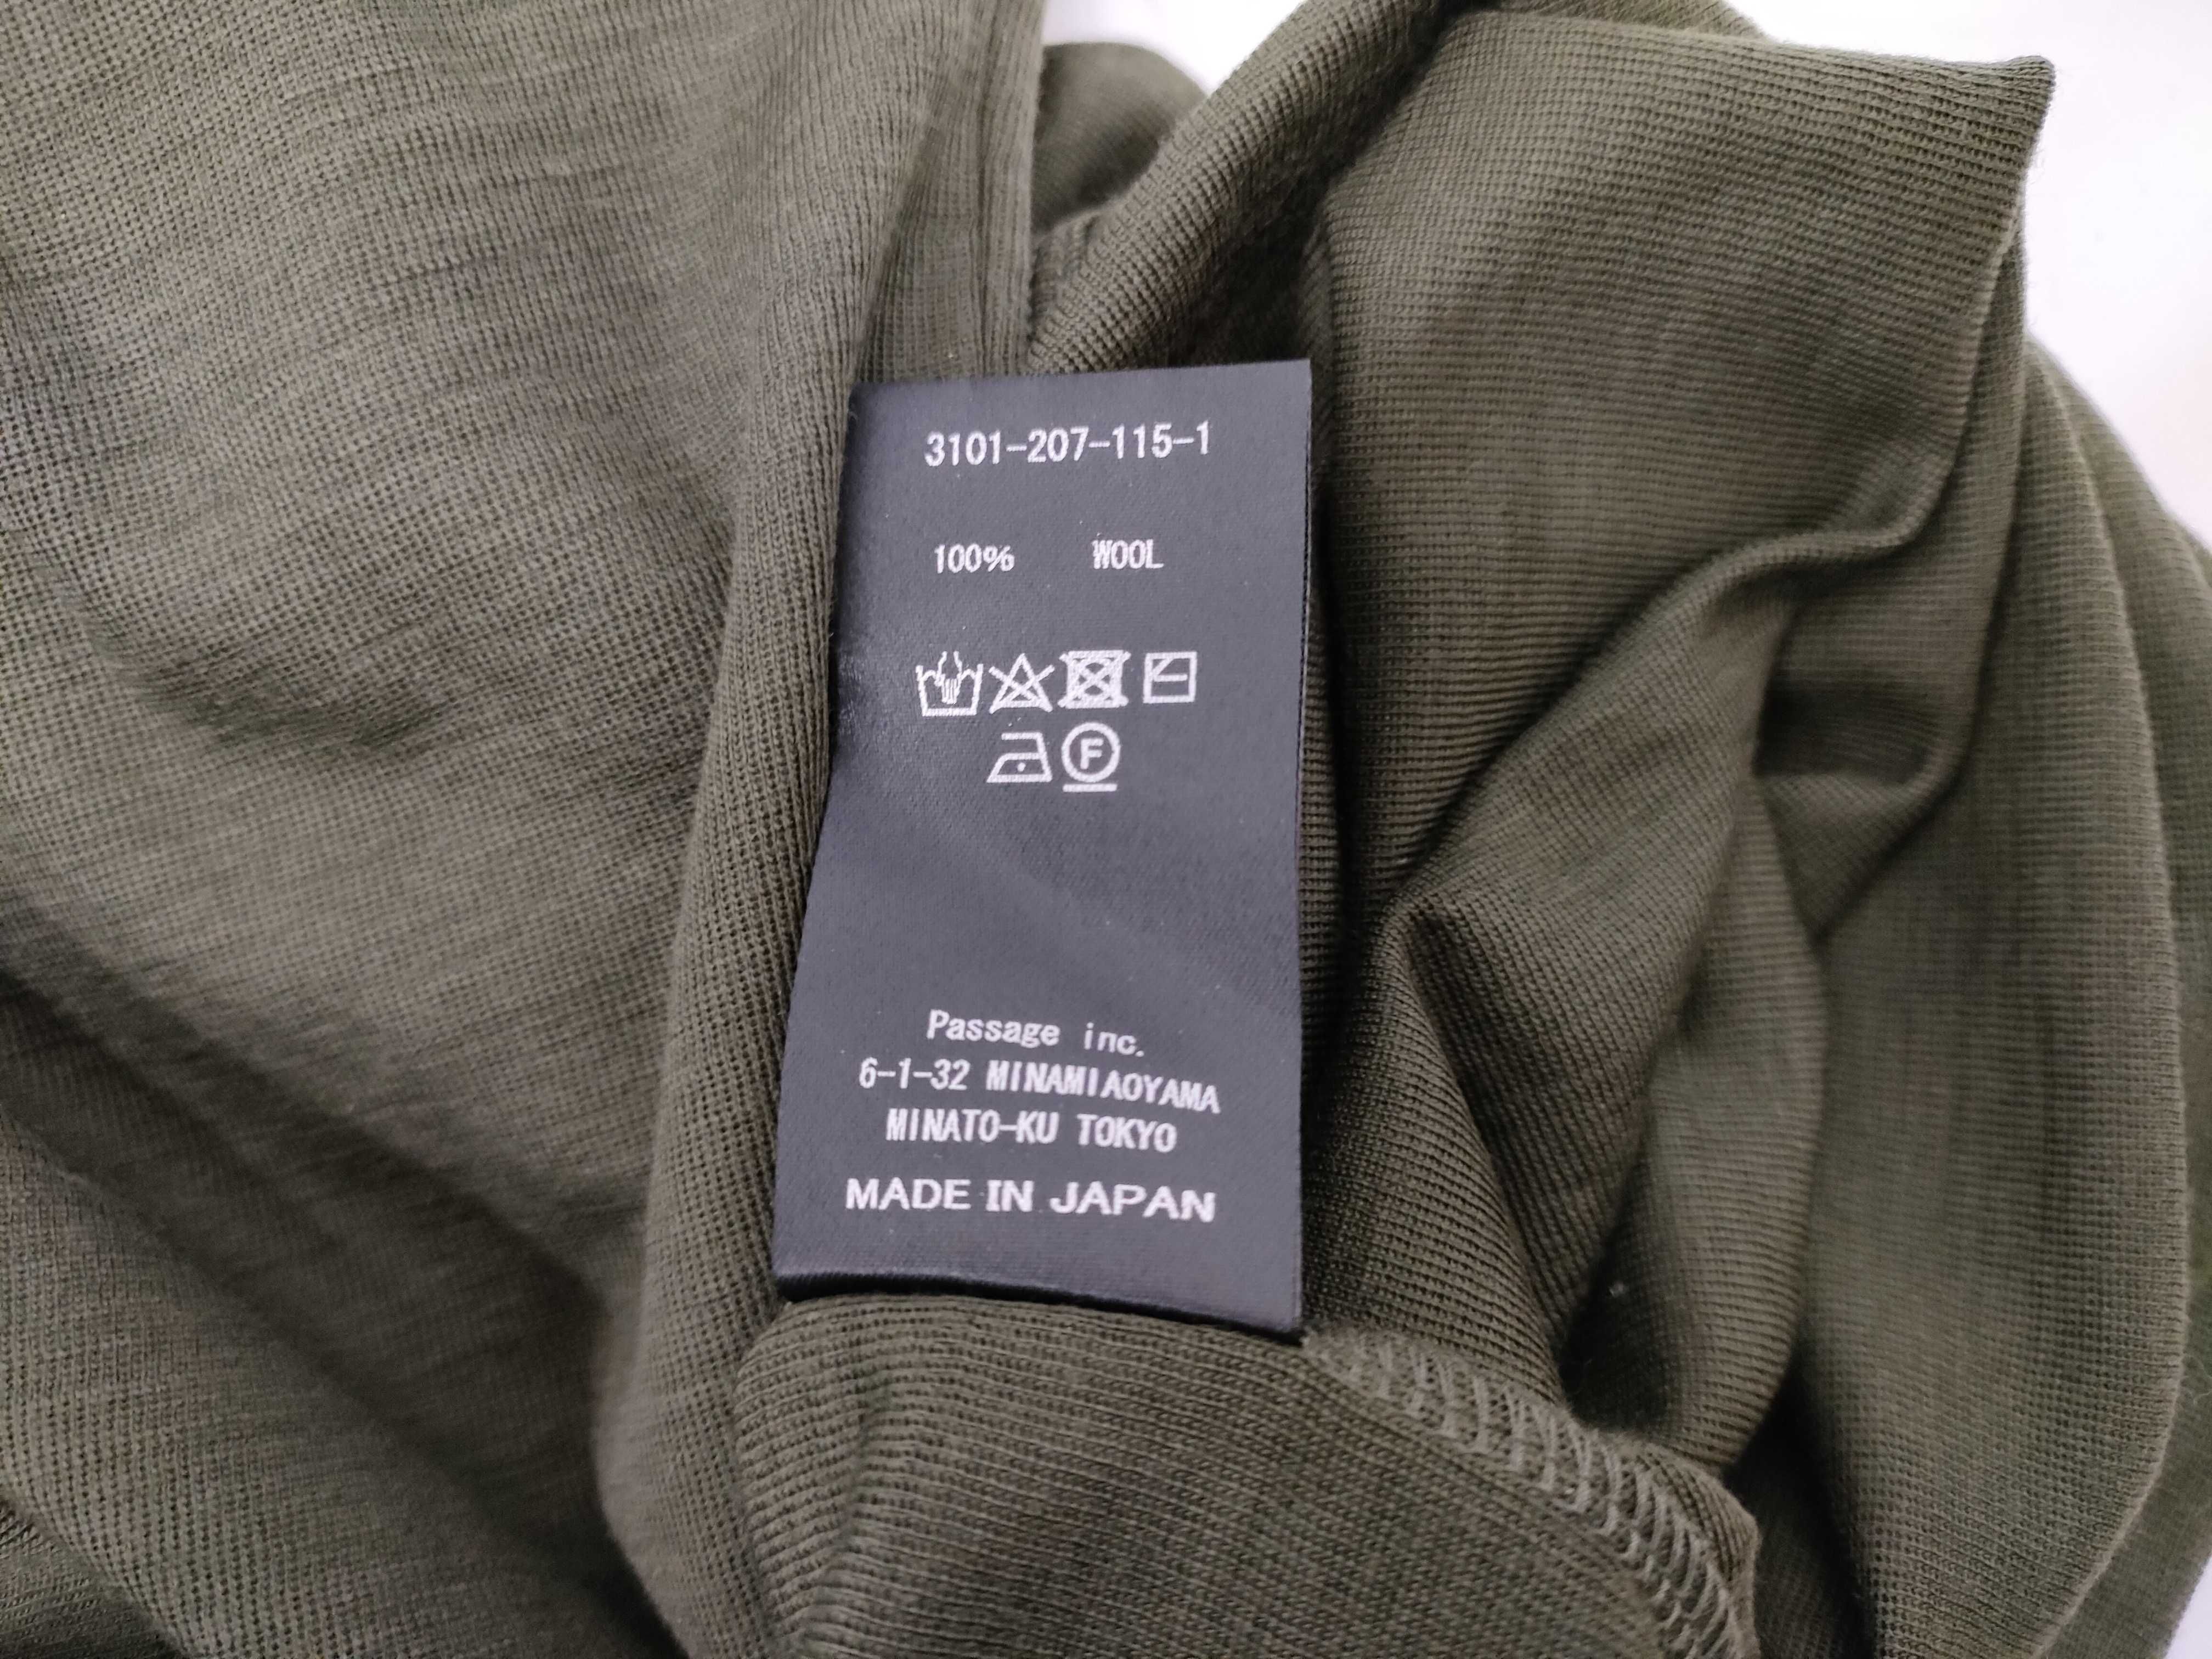 3101-207-115-1
100% WOOL
F
Passage inc.
6-1-32 MINAMIAOYAMA
MINATO-KU TOKYO
MADE IN JAPAN